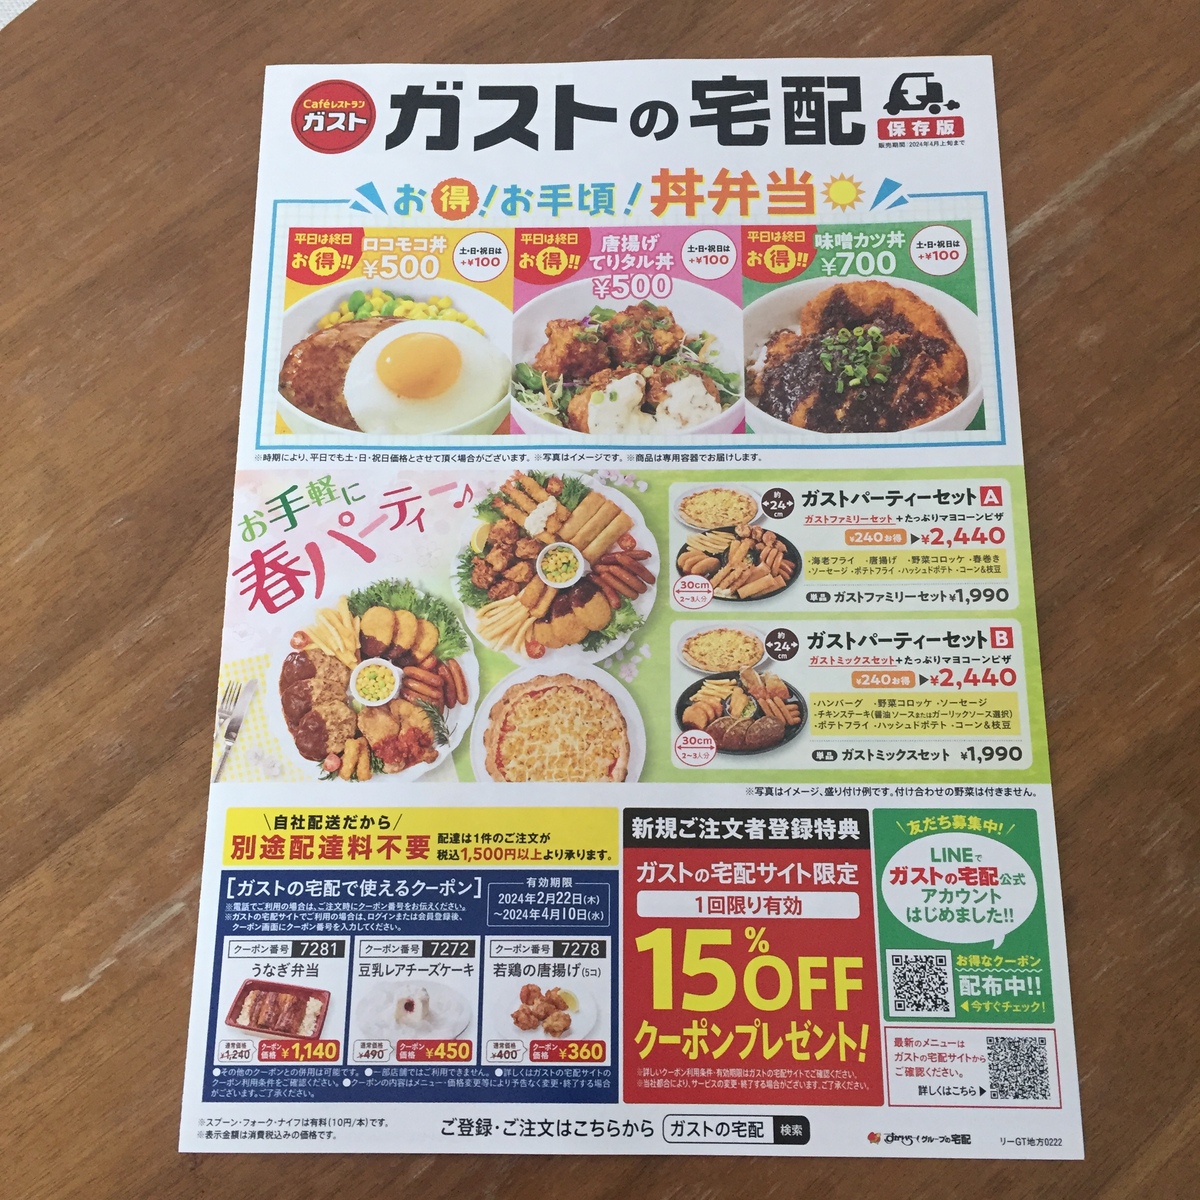 Caféレストラン
ガスト
ガストの宅配
保存版
販売期間:2024年4月上旬まで
お得!お手頃!丼弁当
平日は終日
お得!!
ロコモコ丼
¥500
土・日・祝日は
+¥100
平日は終日
お得!!
唐揚げ
てりタル丼
¥500
土・日・祝日は
+¥100
平日は終日
お得!!
味噌カツ丼
¥700
土・日・祝日は
+¥100
※時期により、平日でも土・日・祝日価格とさせて頂く場合がございます。※写真はイメージです。※商品は専用容器でお届けします。
お手軽に
春パーティー♪
約24cm
ガストパーティーセットA
ガストファミリーセット+たっぷりマヨコーンピザ
¥240お得 ▶¥2,440
・海老フライ ・唐揚げ ・野菜コロッケ ・春巻き
・ソーセージ ・ポテトフライ ・ハッシュドポテト ・コーン&枝豆
30cm
2~3人分
単品 ガストファミリーセット¥1,990
約24cm
ガストパーティーセットB
ガストミックスセット+たっぷりマヨコーンピザ
¥240お得 ▶¥2,440
・ハンバーグ ・野菜コロッケ ・ソーセージ
・チキンステーキ(醤油ソースまたはガーリックソース選択)
・ポテトフライ ・ハッシュドポテト ・コーン&枝豆
30cm
2~3人分
単品 ガストミックスセット ¥1,990
※写真はイメージ、盛り付け例です。付け合わせの野菜は付きません。
自社配送だから
別途配達料不要
配達は1件のご注文が
税込1,500円以上より承ります。
[ガストの宅配で使えるクーポン]
※電話でご利用の場合は、ご注文時にクーポン番号をお伝えください。
※ガストの宅配サイトでご利用の場合は、ログインまたは会員登録後、
クーポン画面にクーポン番号を入力してください。
有効期限
2024年2月22日(木)
~2024年4月10日(水)
クーポン番号 7281
うなぎ弁当
通常価格 ¥1,240
クーポン価格 ¥1,140
クーポン番号 7272
豆乳レアチーズケーキ
通常価格 ¥490
クーポン価格 ¥450
クーポン番号 7278
若鶏の唐揚げ(5コ)
通常価格 ¥400
クーポン価格 ¥360
●その他のクーポンとの併用は可能です。●一部店舗ではご利用できません。●詳しくはガストの宅配サイトの
クーポン利用条件をご確認ください。●クーポンの内容はメニュー・価格変更等により予告なく変更・終了する場合
がございます。ご了承ください。
新規ご注文者登録特典
ガストの宅配サイト限定
1回限り有効
15%OFF
クーポンプレゼント!
※詳しいクーポン利用条件・有効期限はガストの宅配でご確認ください。
※当社都合により、サービスの変更・終了する場合がございます。ご了承ください。
友だち募集中!
LINEで
ガストの宅配公式
アカウント
はじめました!!
お得なクーポン
配布中!!
◀今すぐチェック!
最新のメニューは
ガストの宅配サイトから
ご確認ください。
詳しくはこちら▶
※スプーン・フォーク・ナイフは有料(10円/本)です。
※表示金額は消費税込みの価格です。
ご登録・ご注文はこちらから ガストの宅配 検索
グループの宅配
リーGT地方0222